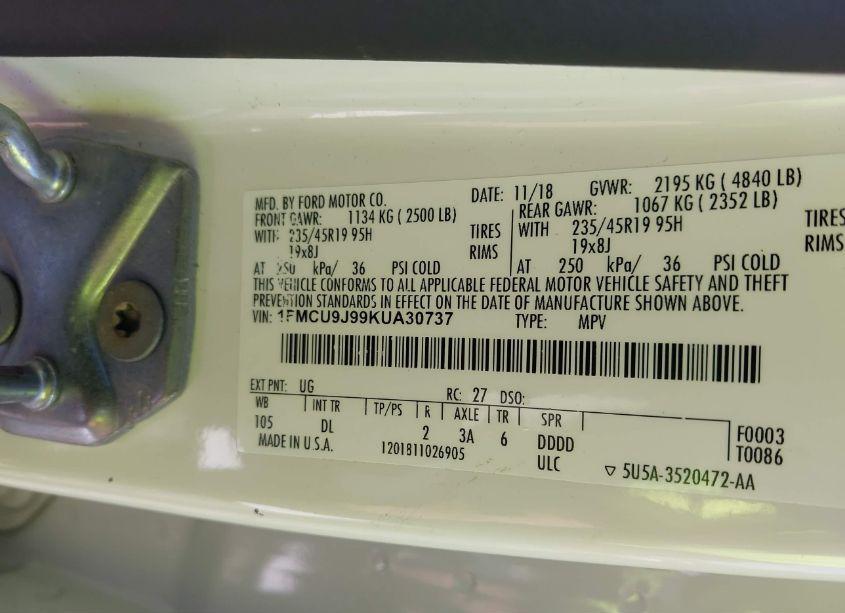 MFD. BY FORD MOTOR CO. DATE: 11/18 GVWR: 2195 KG ( 4840 LB)
FRONT GAWR: 1134 KG ( 2500 LB) REAR GAWR: 1067 KG ( 2352 LB)
WITH 235/45R19 95H TIRES WITH 235/45R19 95H TIRES
19x8J RIMS 19x8J RIMS
AT 250 kPa/ 36 PSI COLD AT 250 kPa/ 36 PSI COLD
THIS VEHICLE CONFORMS TO ALL APPLICABLE FEDERAL MOTOR VEHICLE SAFETY AND THEFT
PREVENTION STANDARDS IN EFFECT ON THE DATE OF MANUFACTURE SHOWN ABOVE.
VIN: 1FMCU9J99KUA30737 TYPE: MPV
EXT PNT: UG RC: 27 DSO:
WB INT TR TP/PS R AXLE TR SPR
105 DL 2 3A 6 DDDD F0003
MADE IN U.S.A. 1201811026905 ULC T0086
▽ 5U5A-3520472-AA